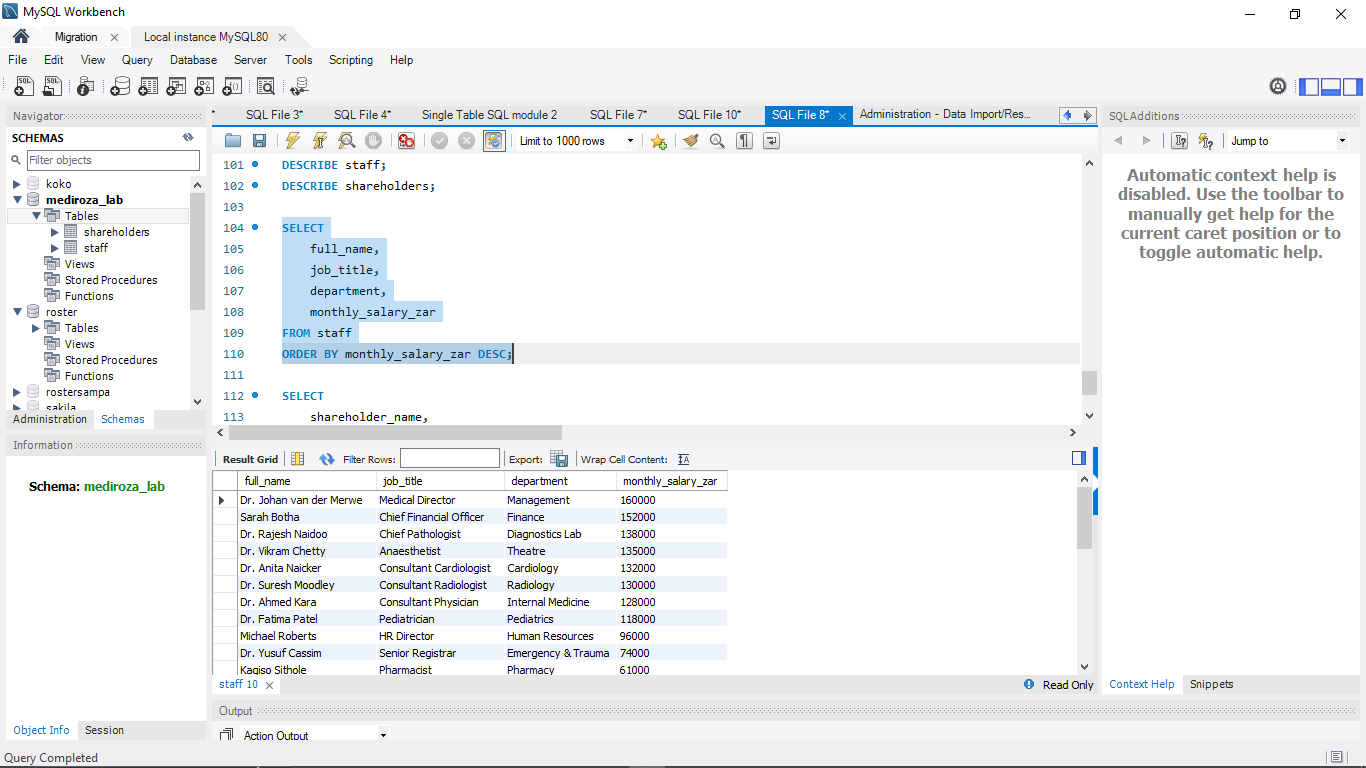 MySQL Workbench
Migration
Local instance MySQL80
File Edit View Query Database Server Tools Scripting Help
Navigator
SCHEMAS
Filter objects
koko
mediroza_lab
Tables
shareholders
staff
Views
Stored Procedures
Functions
roster
Tables
Views
Stored Procedures
Functions
rostersampa
sakila
Administration Schemas
Information
Schema: mediroza_lab
Object Info Session
SQL File 3* SQL File 4* Single Table SQL module 2 SQL File 7* SQL File 10* SQL File 8* Administration - Data Import/Res...
Limit to 1000 rows
101 DESCRIBE staff;
102 DESCRIBE shareholders;
103
104 SELECT
105 full_name,
106 job_title,
107 department,
108 monthly_salary_zar
109 FROM staff
110 ORDER BY monthly_salary_zar DESC;
111
112 SELECT
113 shareholder_name,
Result Grid Filter Rows: Export: Wrap Cell Content:
full_name job_title department monthly_salary_zar
Dr. Johan van der Merwe Medical Director Management 160000
Sarah Botha Chief Financial Officer Finance 152000
Dr. Rajesh Naidoo Chief Pathologist Diagnostics Lab 138000
Dr. Vikram Chetty Anaesthetist Theatre 135000
Dr. Anita Naicker Consultant Cardiologist Cardiology 132000
Dr. Suresh Moodley Consultant Radiologist Radiology 130000
Dr. Ahmed Kara Consultant Physician Internal Medicine 128000
Dr. Fatima Patel Pediatrician Pediatrics 118000
Michael Roberts HR Director Human Resources 96000
Dr. Yusuf Cassim Senior Registrar Emergency & Trauma 74000
Kagiso Sithole Pharmacist Pharmacy 61000
staff 10
Read Only
Output
Action Output
SQLAdditions
Jump to
Automatic context help is
disabled. Use the toolbar to
manually get help for the
current caret position or to
toggle automatic help.
Context Help Snippets
Query Completed